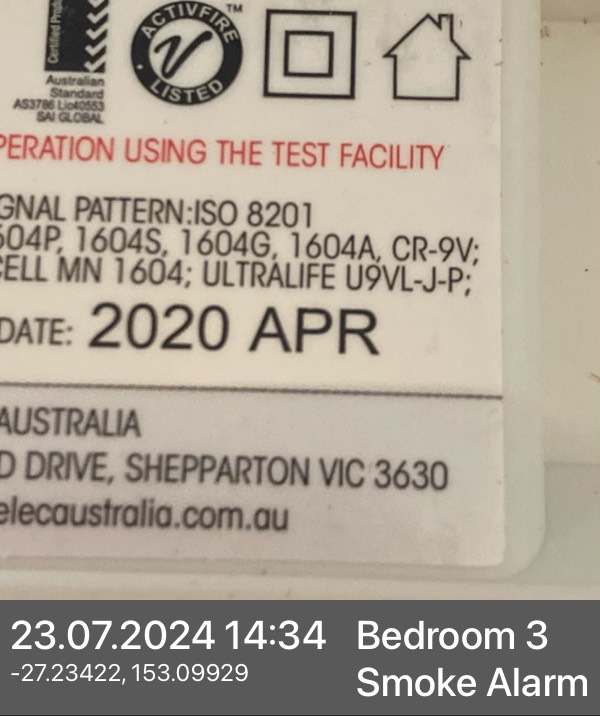 Certified Produ
Australian
Standard
AS3786 Lic40553
SAI GLOBAL
ACTIVFIRE
LISTED
TM
PERATION USING THE TEST FACILITY
GNAL PATTERN:ISO 8201
604P, 1604S, 1604G, 1604A, CR-9V;
CELL MN 1604; ULTRALIFE U9VL-J-P;
DATE: 2020 APR
AUSTRALIA
D DRIVE, SHEPPARTON VIC 3630
elecaustralia.com.au
23.07.2024 14:34
-27.23422, 153.09929
Bedroom 3
Smoke Alarm